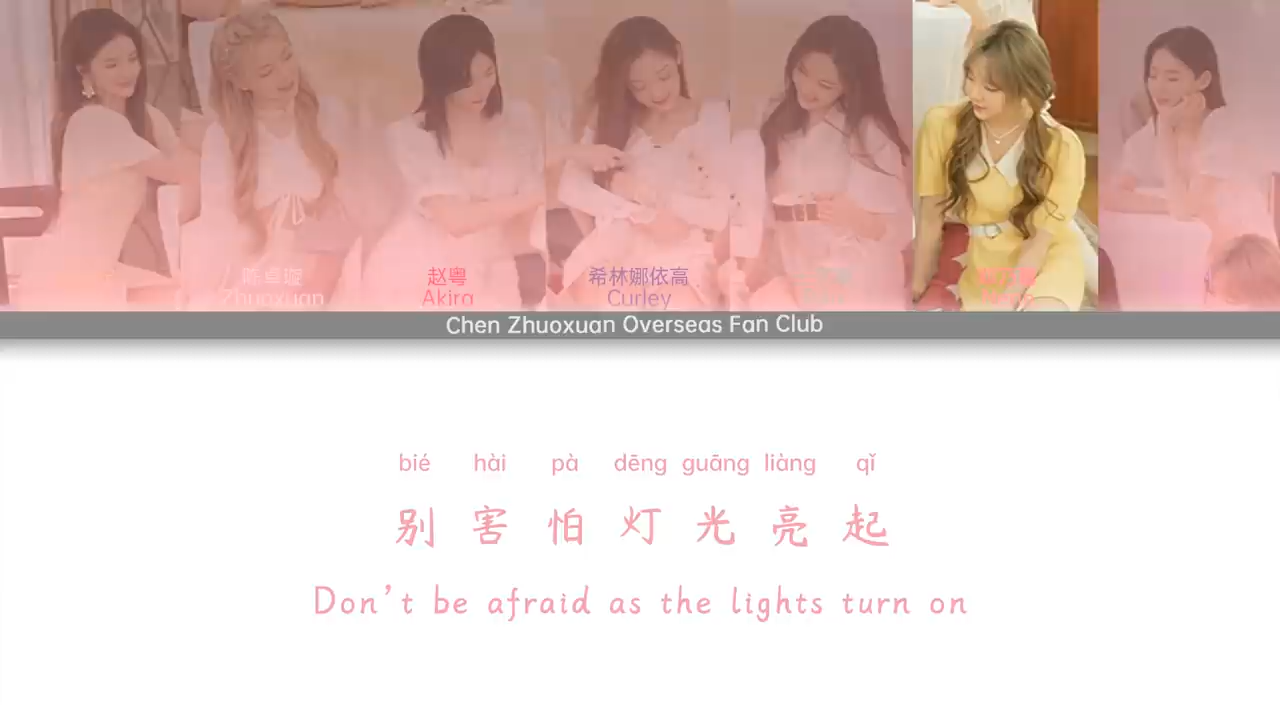 陈卓璇
Zhuoxuan
赵粤
Akira
希林娜依高
Curley
Chen Zhuoxuan Overseas Fan Club
bié hài pà dēng guāng liàng qǐ
别害怕灯光亮起
Don't be afraid as the lights turn on